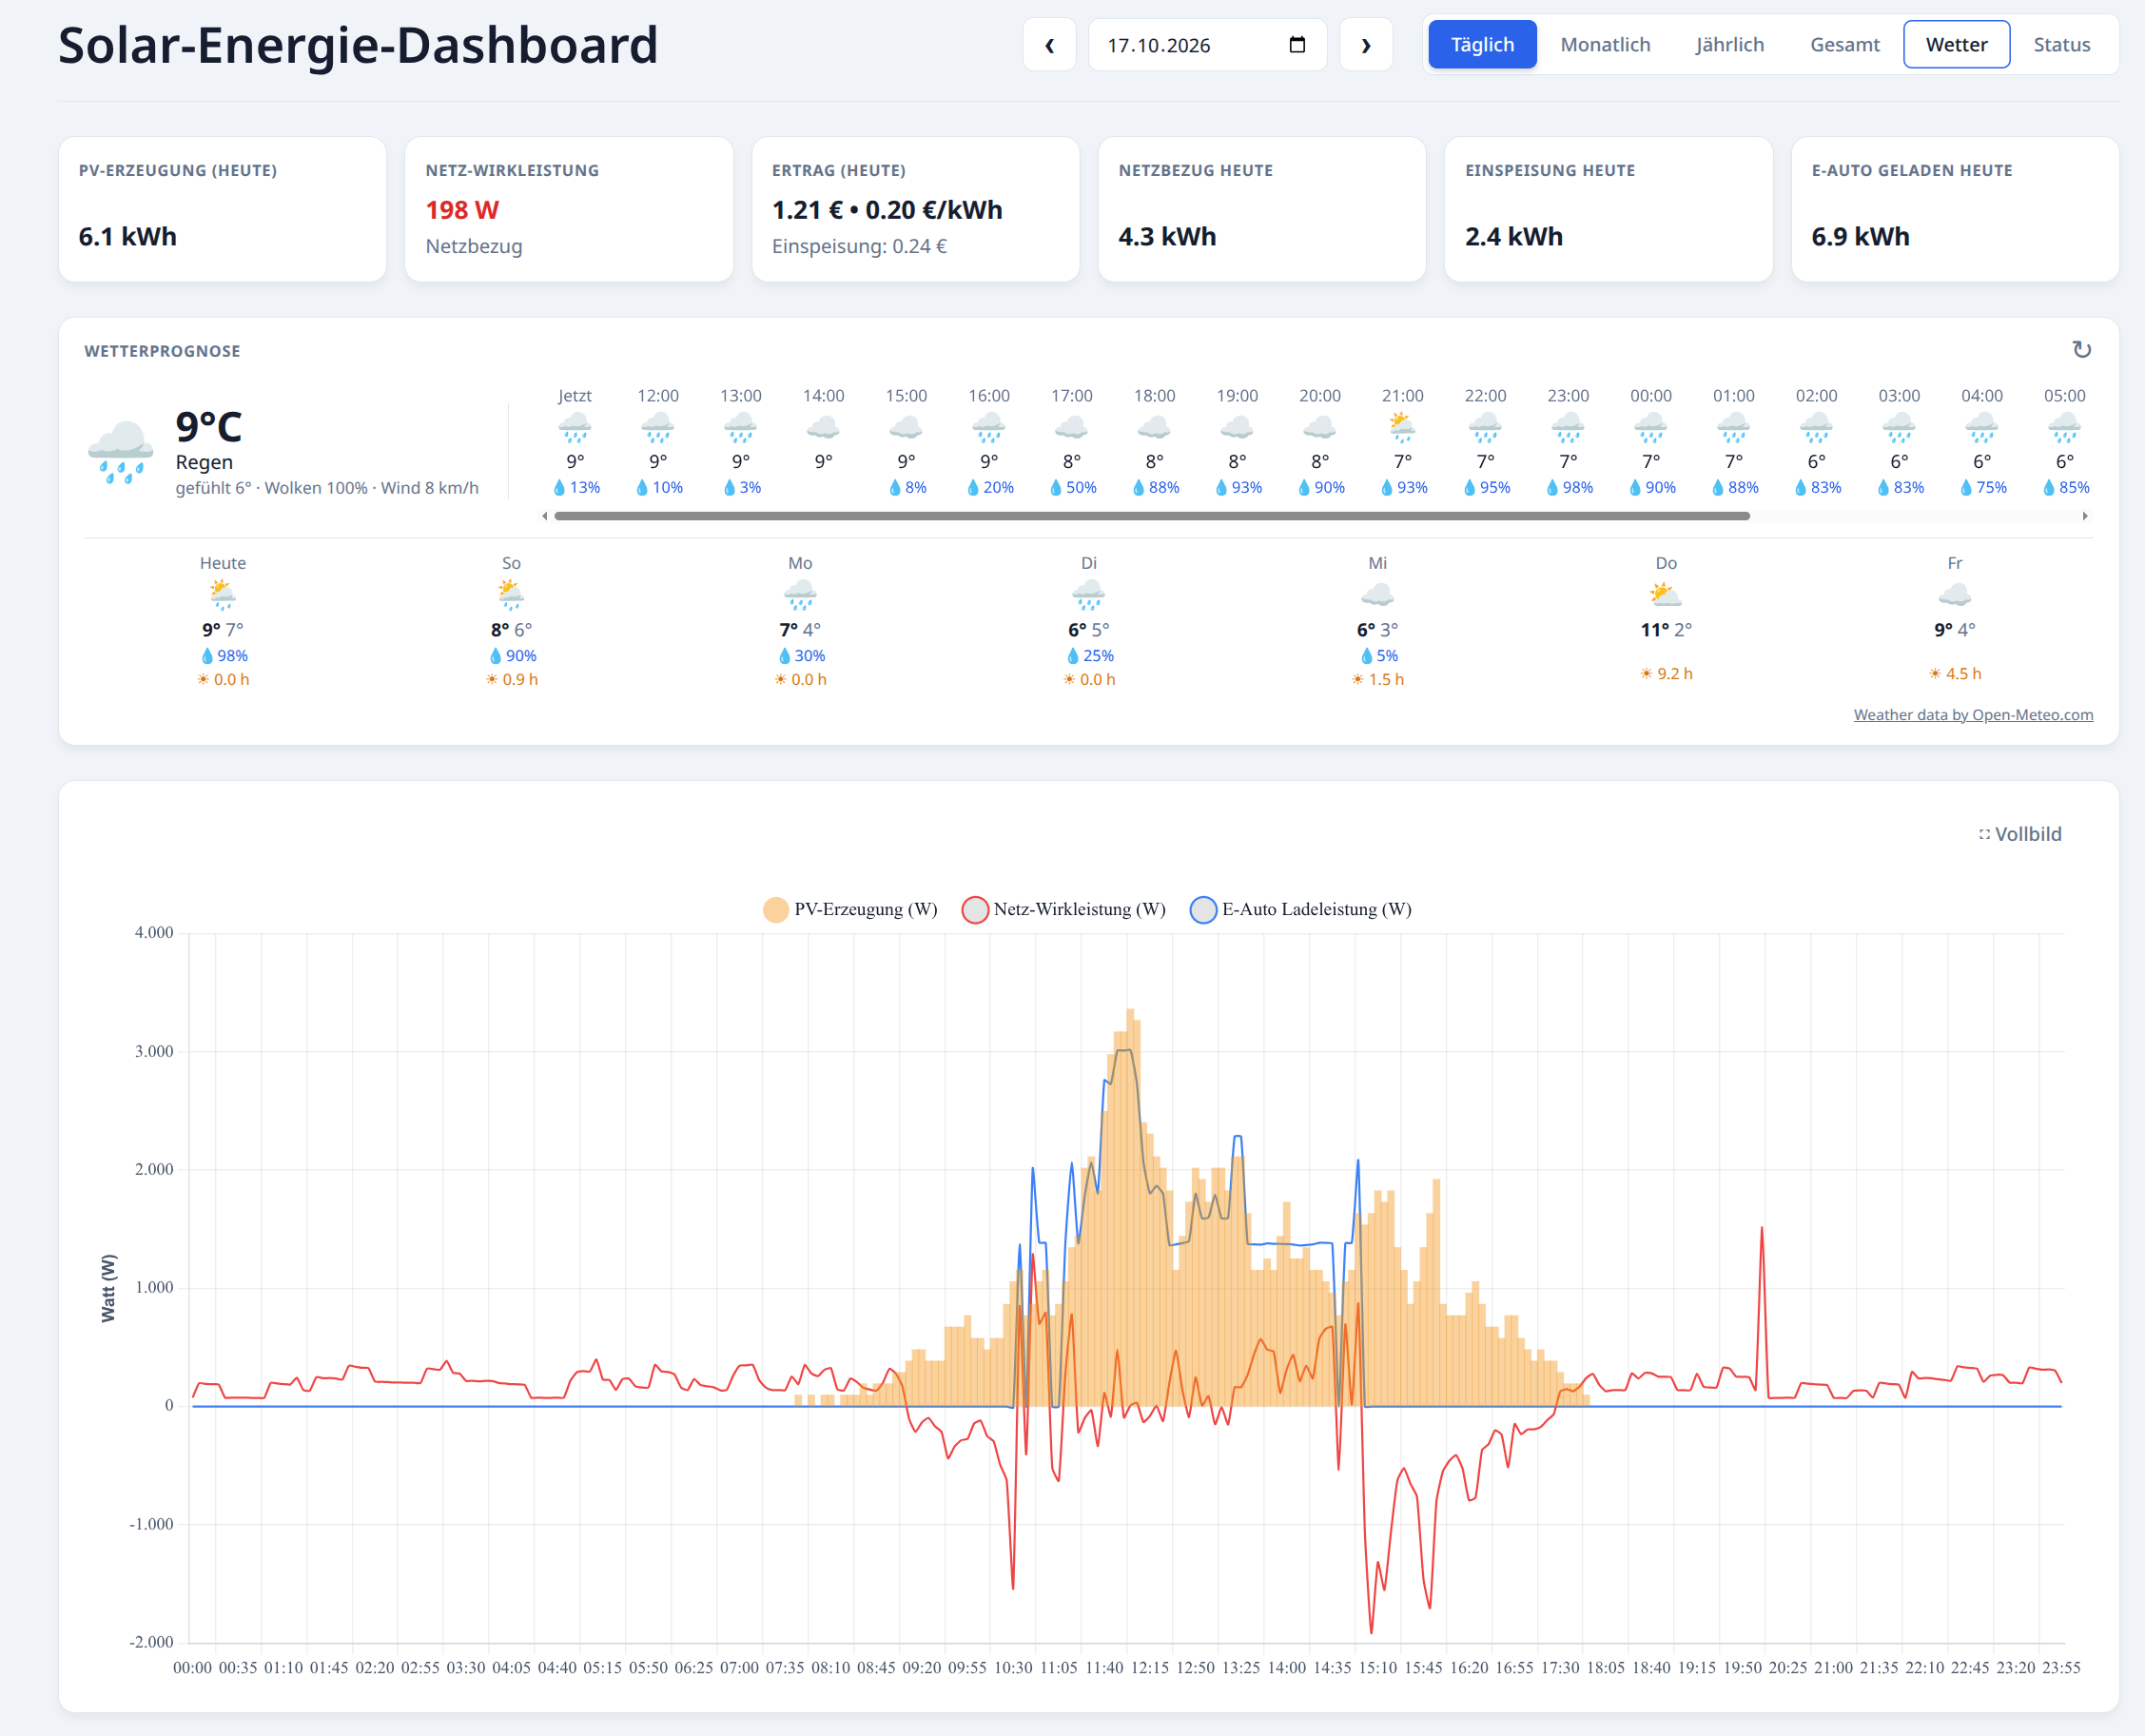 Solar-Energie-Dashboard
17.10.2026
Täglich Monatlich Jährlich Gesamt Wetter Status
PV-ERZEUGUNG (HEUTE)
6.1 kWh
NETZ-WIRKLEISTUNG
198 W
Netzbezug
ERTRAG (HEUTE)
1.21 € • 0.20 €/kWh
Einspeisung: 0.24 €
NETZBEZUG HEUTE
4.3 kWh
EINSPEISUNG HEUTE
2.4 kWh
E-AUTO GELADEN HEUTE
6.9 kWh
WETTERPROGNOSE
9°C
Regen
gefühlt 6° · Wolken 100% · Wind 8 km/h
Jetzt 12:00 13:00 14:00 15:00 16:00 17:00 18:00 19:00 20:00 21:00 22:00 23:00 00:00 01:00 02:00 03:00 04:00 05:00
9° 9° 9° 9° 9° 9° 8° 8° 8° 8° 7° 7° 7° 7° 7° 6° 6° 6° 6°
13% 10% 3% 8% 20% 50% 88% 93% 90% 93% 95% 98% 90% 88% 83% 83% 75% 85%
Heute So Mo Di Mi Do Fr
9° 7° 8° 6° 7° 4° 6° 5° 6° 3° 11° 2° 9° 4°
98% 90% 30% 25% 5%
0.0 h 0.9 h 0.0 h 0.0 h 1.5 h 9.2 h 4.5 h
Weather data by Open-Meteo.com
Vollbild
PV-Erzeugung (W) Netz-Wirkleistung (W) E-Auto Ladeleistung (W)
4.000
3.000
2.000
1.000
0
-1.000
-2.000
Watt (W)
00:00 00:35 01:10 01:45 02:20 02:55 03:30 04:05 04:40 05:15 05:50 06:25 07:00 07:35 08:10 08:45 09:20 09:55 10:30 11:05 11:40 12:15 12:50 13:25 14:00 14:35 15:10 15:45 16:20 16:55 17:30 18:05 18:40 19:15 19:50 20:25 21:00 21:35 22:10 22:45 23:20 23:55